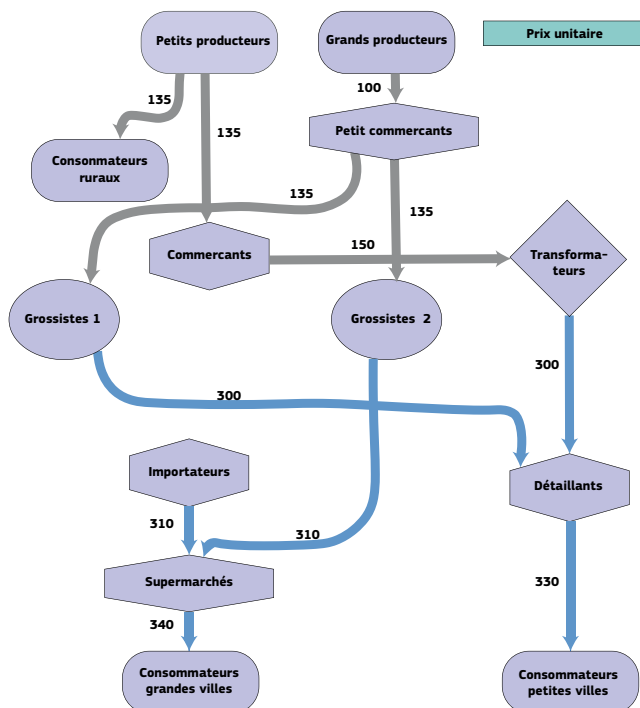 Petits producteurs
Grands producteurs
Prix unitaire
100
135
Petit commercants
135
Consonmateurs
ruraux
135
135
Commercants
150
Transforma-
teurs
Grossistes 1
Grossistes 2
300
300
Importateurs
Détaillants
310
310
Supermarchés
330
340
Consommateurs
grandes villes
Consommateurs
petites villes